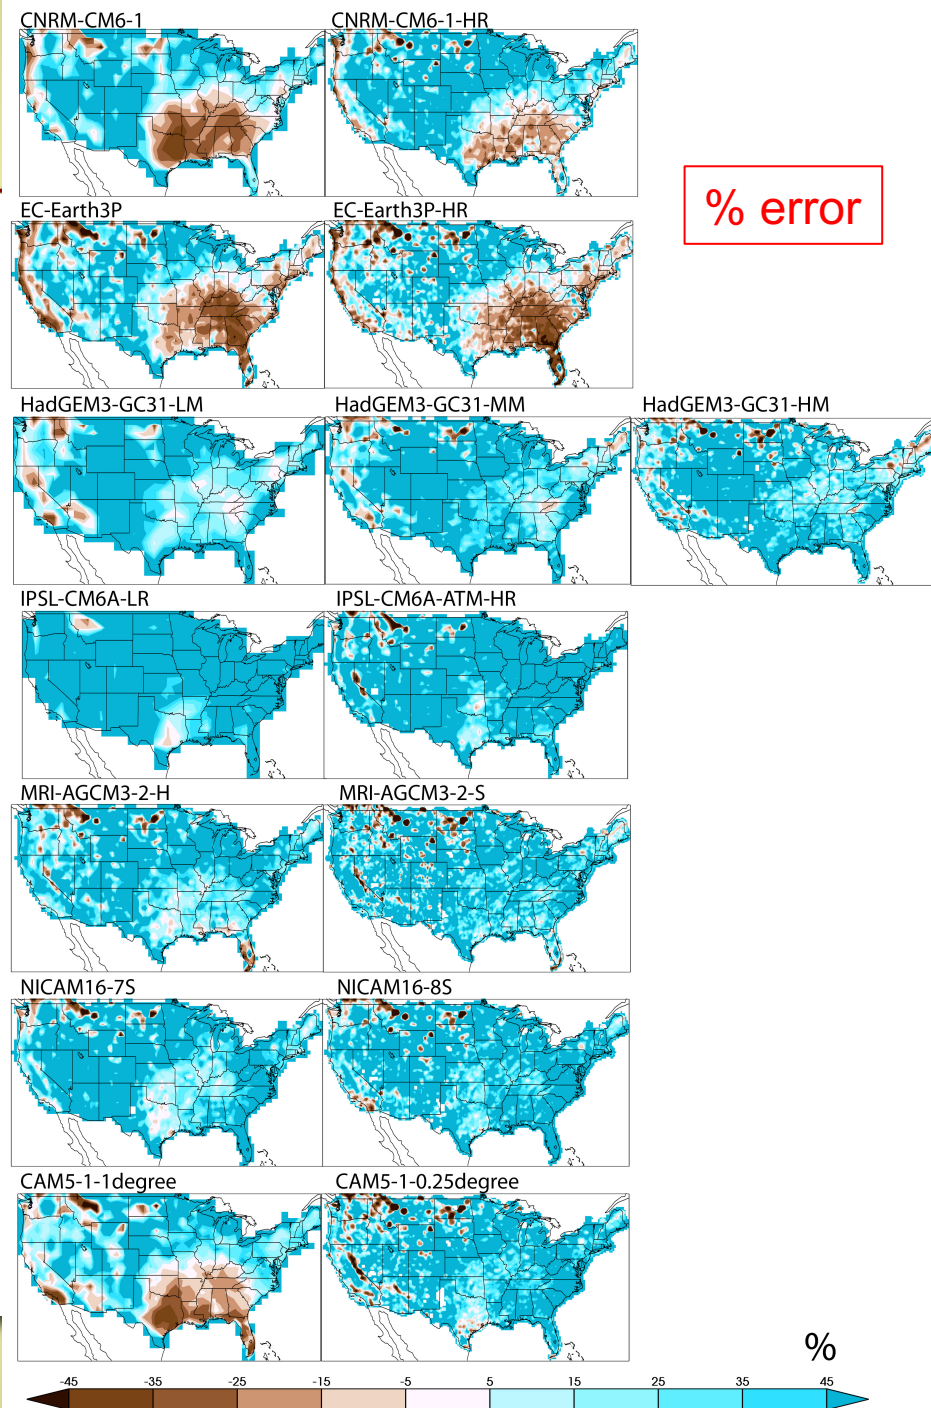 CNRM-CM6-1 CNRM-CM6-1-HR
% error
EC-Earth3P EC-Earth3P-HR
HadGEM3-GC31-LM HadGEM3-GC31-MM HadGEM3-GC31-HM
IPSL-CM6A-LR IPSL-CM6A-ATM-HR
MRI-AGCM3-2-H MRI-AGCM3-2-S
NICAM16-7S NICAM16-8S
CAM5-1-1degree CAM5-1-0.25degree
%
-45 -35 -25 -15 -5 5 15 25 35 45